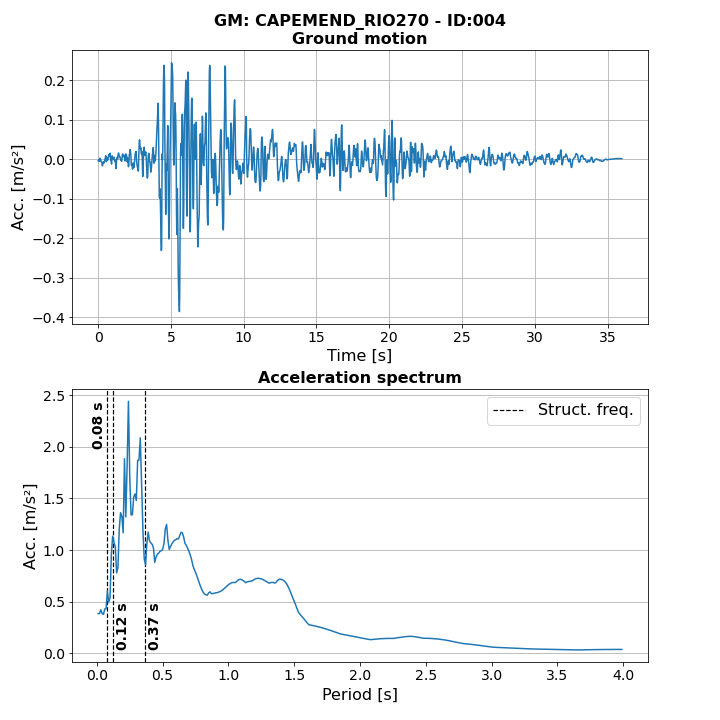 GM: CAPEMEND_RIO270 - ID:004
Ground motion
0.2
0.1
0.0
−0.1
−0.2
−0.3
−0.4
Acc. [m/s²]
0 5 10 15 20 25 30 35
Time [s]
Acceleration spectrum
2.5
2.0
1.5
1.0
0.5
0.0
Acc. [m/s²]
Struct. freq.
0.08 s
0.12 s
0.37 s
0.0 0.5 1.0 1.5 2.0 2.5 3.0 3.5 4.0
Period [s]